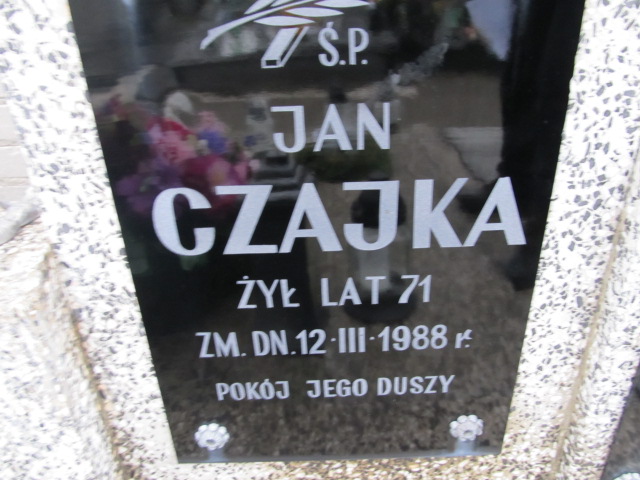 Ś.P.
JAN
CZAJKA
ŻYŁ LAT 71
ZM. DN. 12·III·1988 r.
POKÓJ JEGO DUSZY